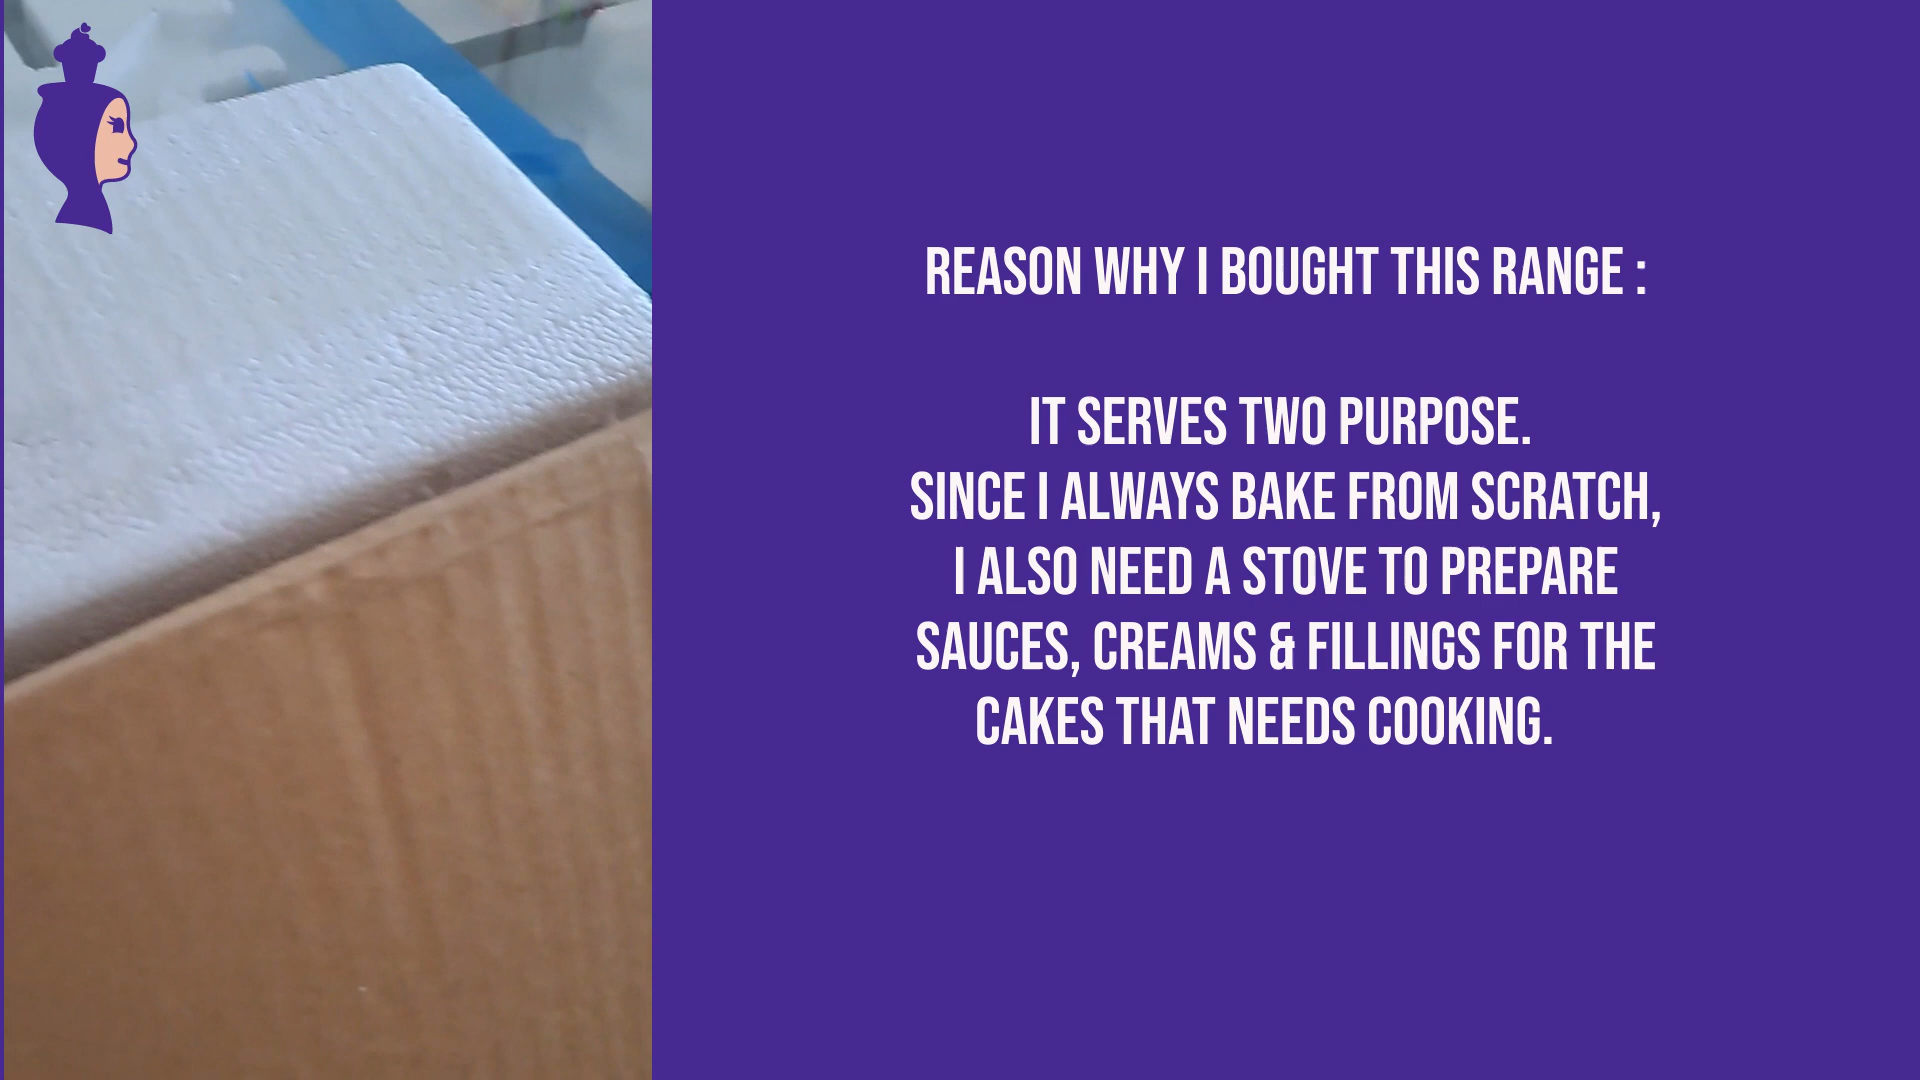 REASON WHY I BOUGHT THIS RANGE :
IT SERVES TWO PURPOSE.
SINCE I ALWAYS BAKE FROM SCRATCH,
I ALSO NEED A STOVE TO PREPARE
SAUCES, CREAMS & FILLINGS FOR THE
CAKES THAT NEEDS COOKING.